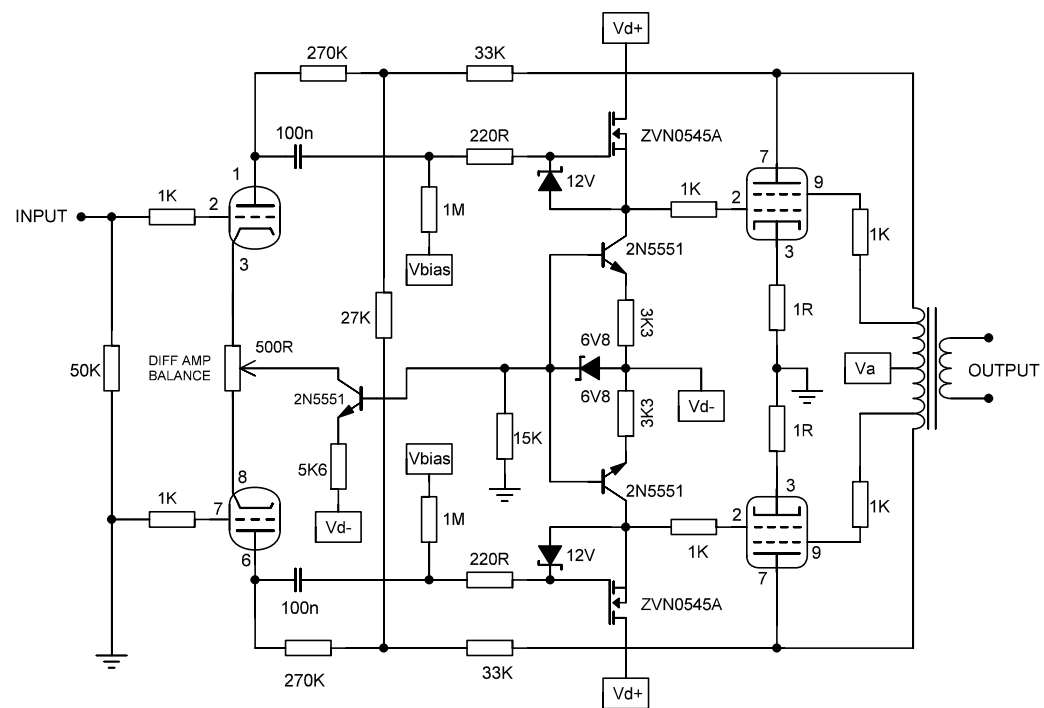 Vd+
270K
33K
100n
220R
ZVN0545A
1
7
9
12V
1K
2
1K
2
INPUT
1M
1K
3
2N5551
3
Vbias
3K3
1R
27K
500R
6V8
DIFF AMP
BALANCE
50K
Va
OUTPUT
2N5551
6V8
Vd-
3K3
15K
1R
Vbias
5K6
8
2N5551
3
1K
7
1M
2
1K
Vd-
1K
9
6
12V
7
220R
100n
ZVN0545A
270K
33K
Vd+